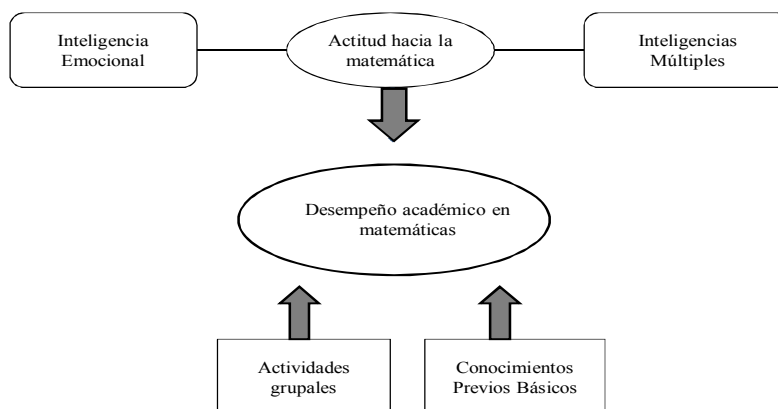 Inteligencia
Emocional
Actitud hacia la
matemática
Inteligencias
Múltiples
Desempeño académico en
matemáticas
Actividades
grupales
Conocimientos
Previos Básicos